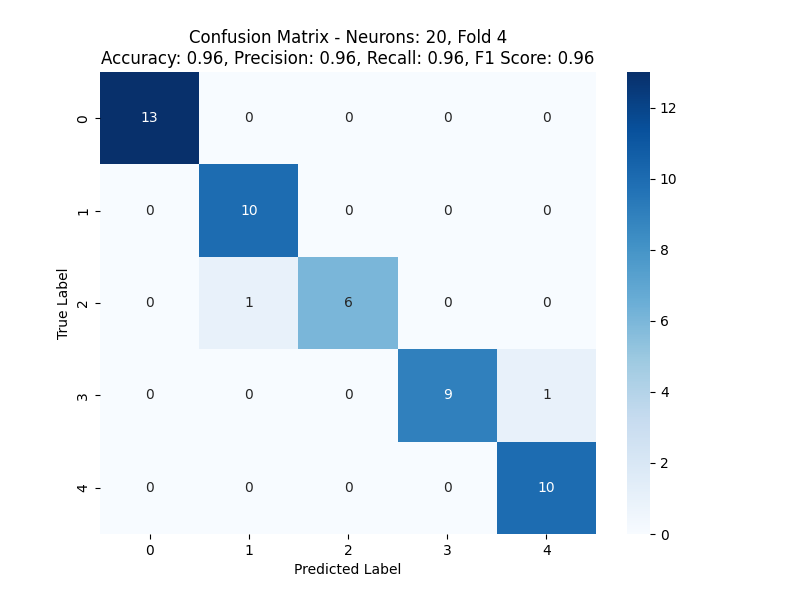 Confusion Matrix - Neurons: 20, Fold 4
Accuracy: 0.96, Precision: 0.96, Recall: 0.96, F1 Score: 0.96
0 13 0 0 0 0
1 0 10 0 0 0
2 0 1 6 0 0
3 0 0 0 9 1
4 0 0 0 0 10
0 1 2 3 4
True Label
Predicted Label
12
10
8
6
4
2
0